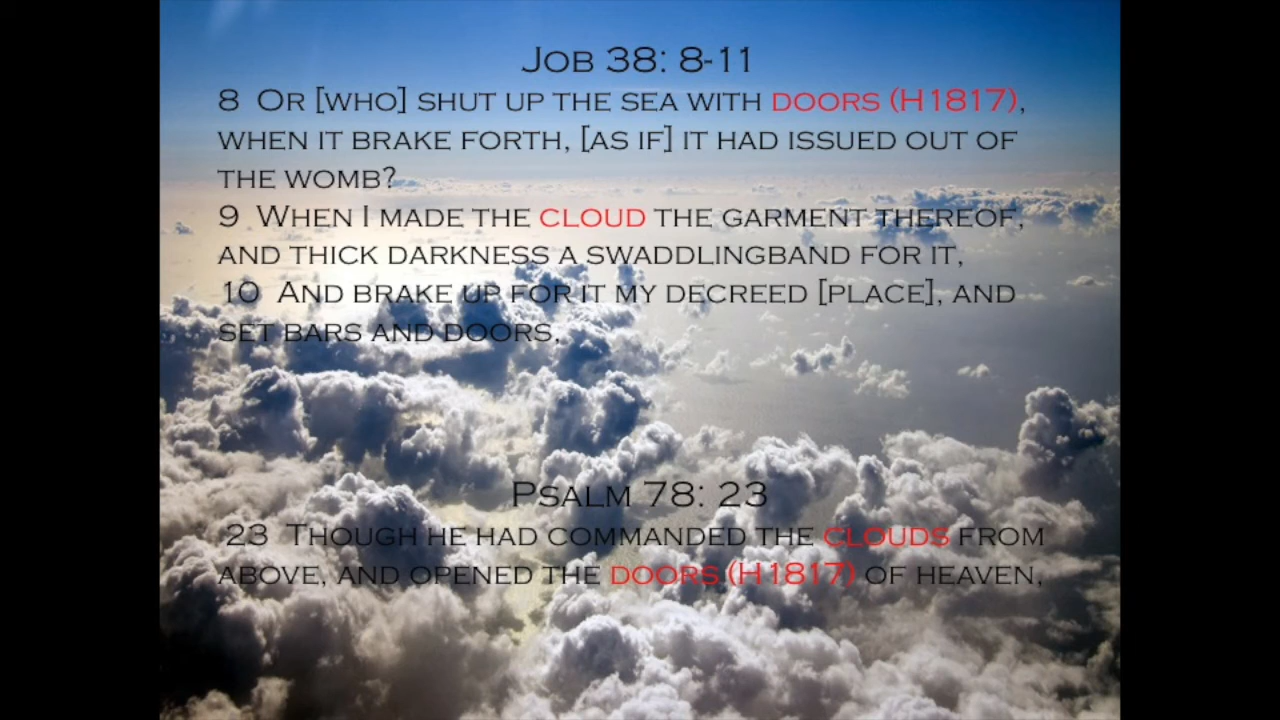 Job 38: 8-11
8 Or [who] shut up the sea with doors (H1817),
when it brake forth, [as if] it had issued out of
the womb?
9 When I made the cloud the garment thereof,
and thick darkness a swaddlingband for it,
10 And brake up for it my decreed [place], and
set bars and doors,
Psalm 78: 23
23 Though he had commanded the clouds from
above, and opened the doors (H1817) of heaven,